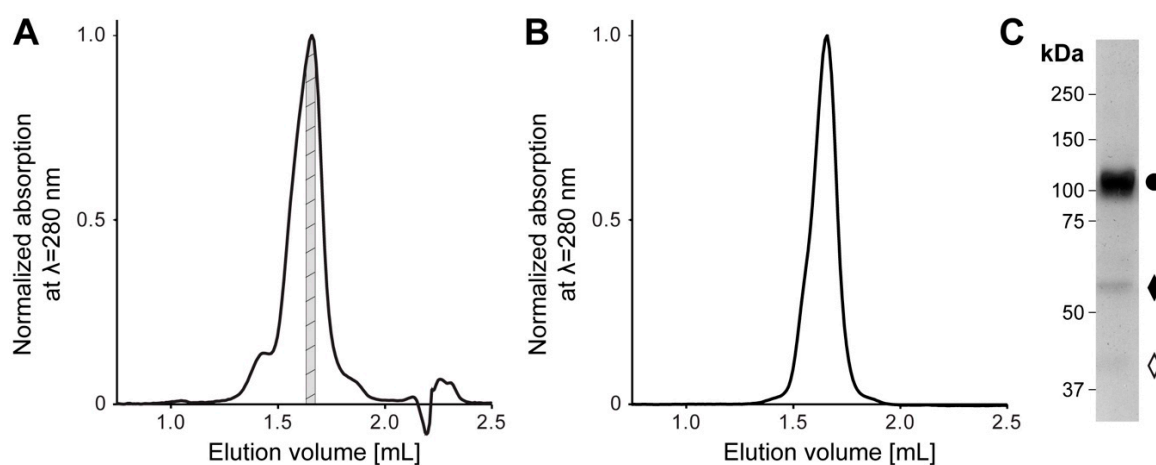 A
Normalized absorption
at λ=280 nm
1.0
0.5
0
1.0
1.5
2.0
2.5
Elution volume [mL]
B
Normalized absorption
at λ=280 nm
1.0
0.5
0
1.0
1.5
2.0
2.5
Elution volume [mL]
C
kDa
250
150
100
75
50
37